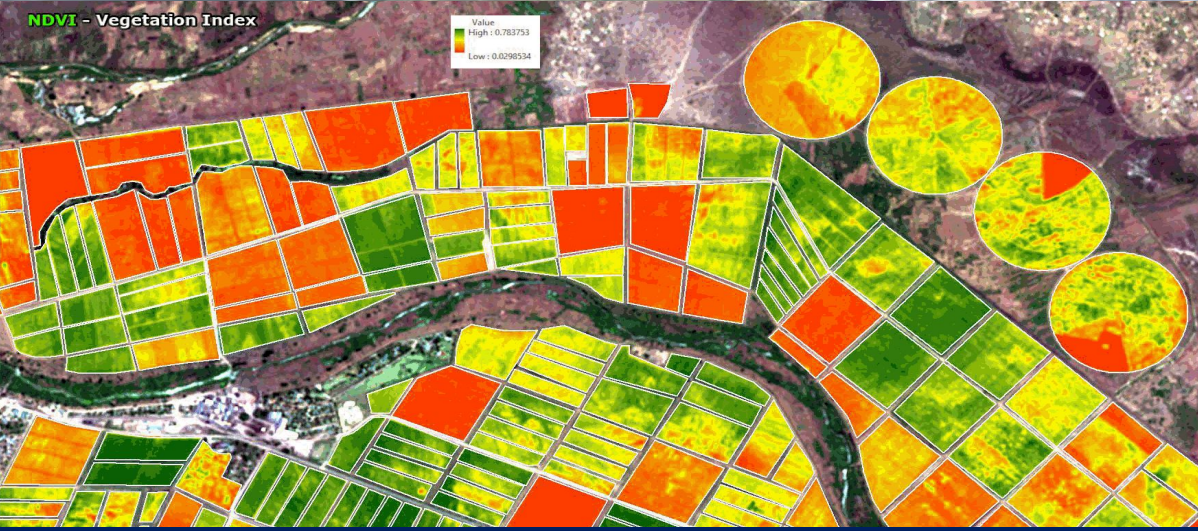 NDVI - Vegetation Index
Value
High : 0.783753
Low : 0.0298534